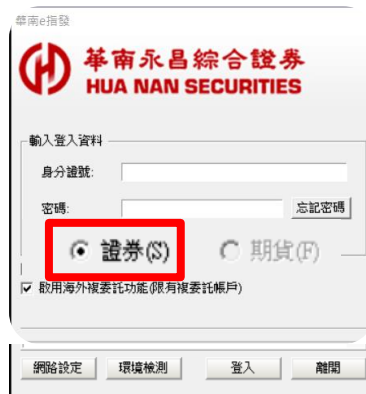 華南e指發
華南永昌綜合證券
HUA NAN SECURITIES
輸入登入資料
身分證號:
密碼:
忘記密碼
證券(S) 期貨(F)
啟用海外複委託功能(限有複委託帳戶)
網路設定 環境檢測 登入 離開